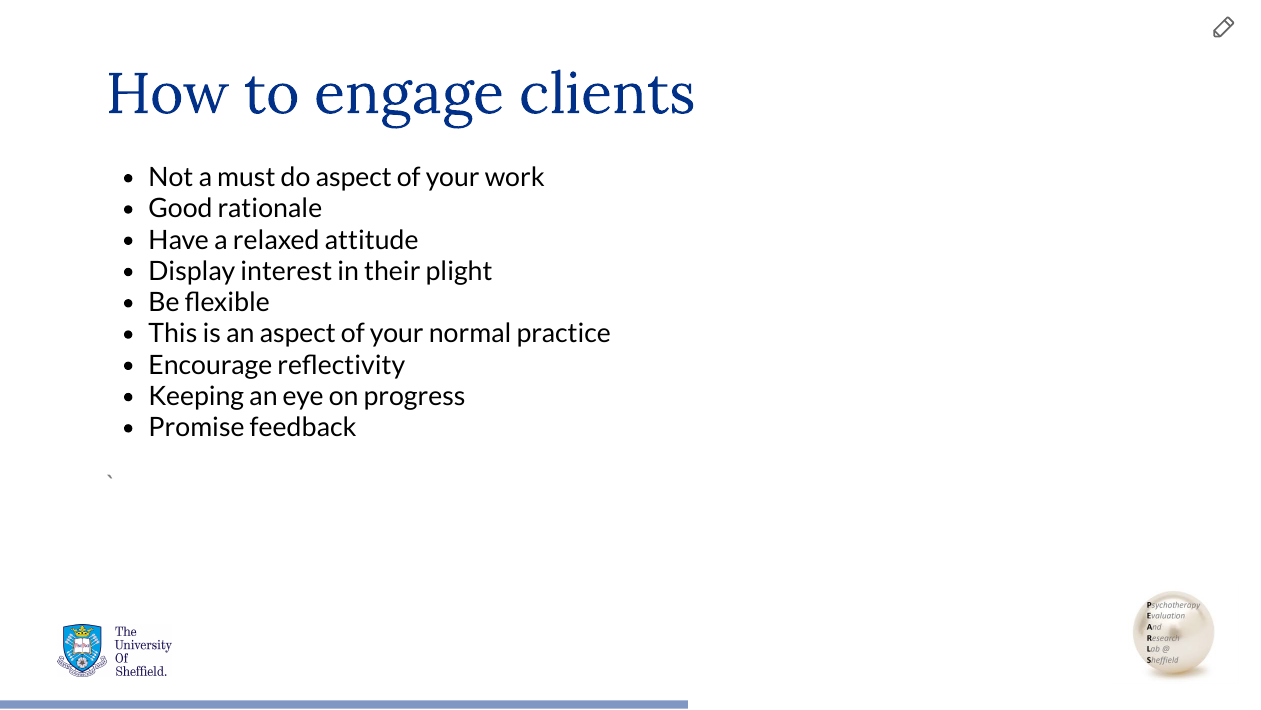 How to engage clients
Not a must do aspect of your work
Good rationale
Have a relaxed attitude
Display interest in their plight
Be flexible
This is an aspect of your normal practice
Encourage reflectivity
Keeping an eye on progress
Promise feedback
`
The
University
Of
Sheffield.
Psychotherapy
Evaluation
And
Research
Lab @
Sheffield